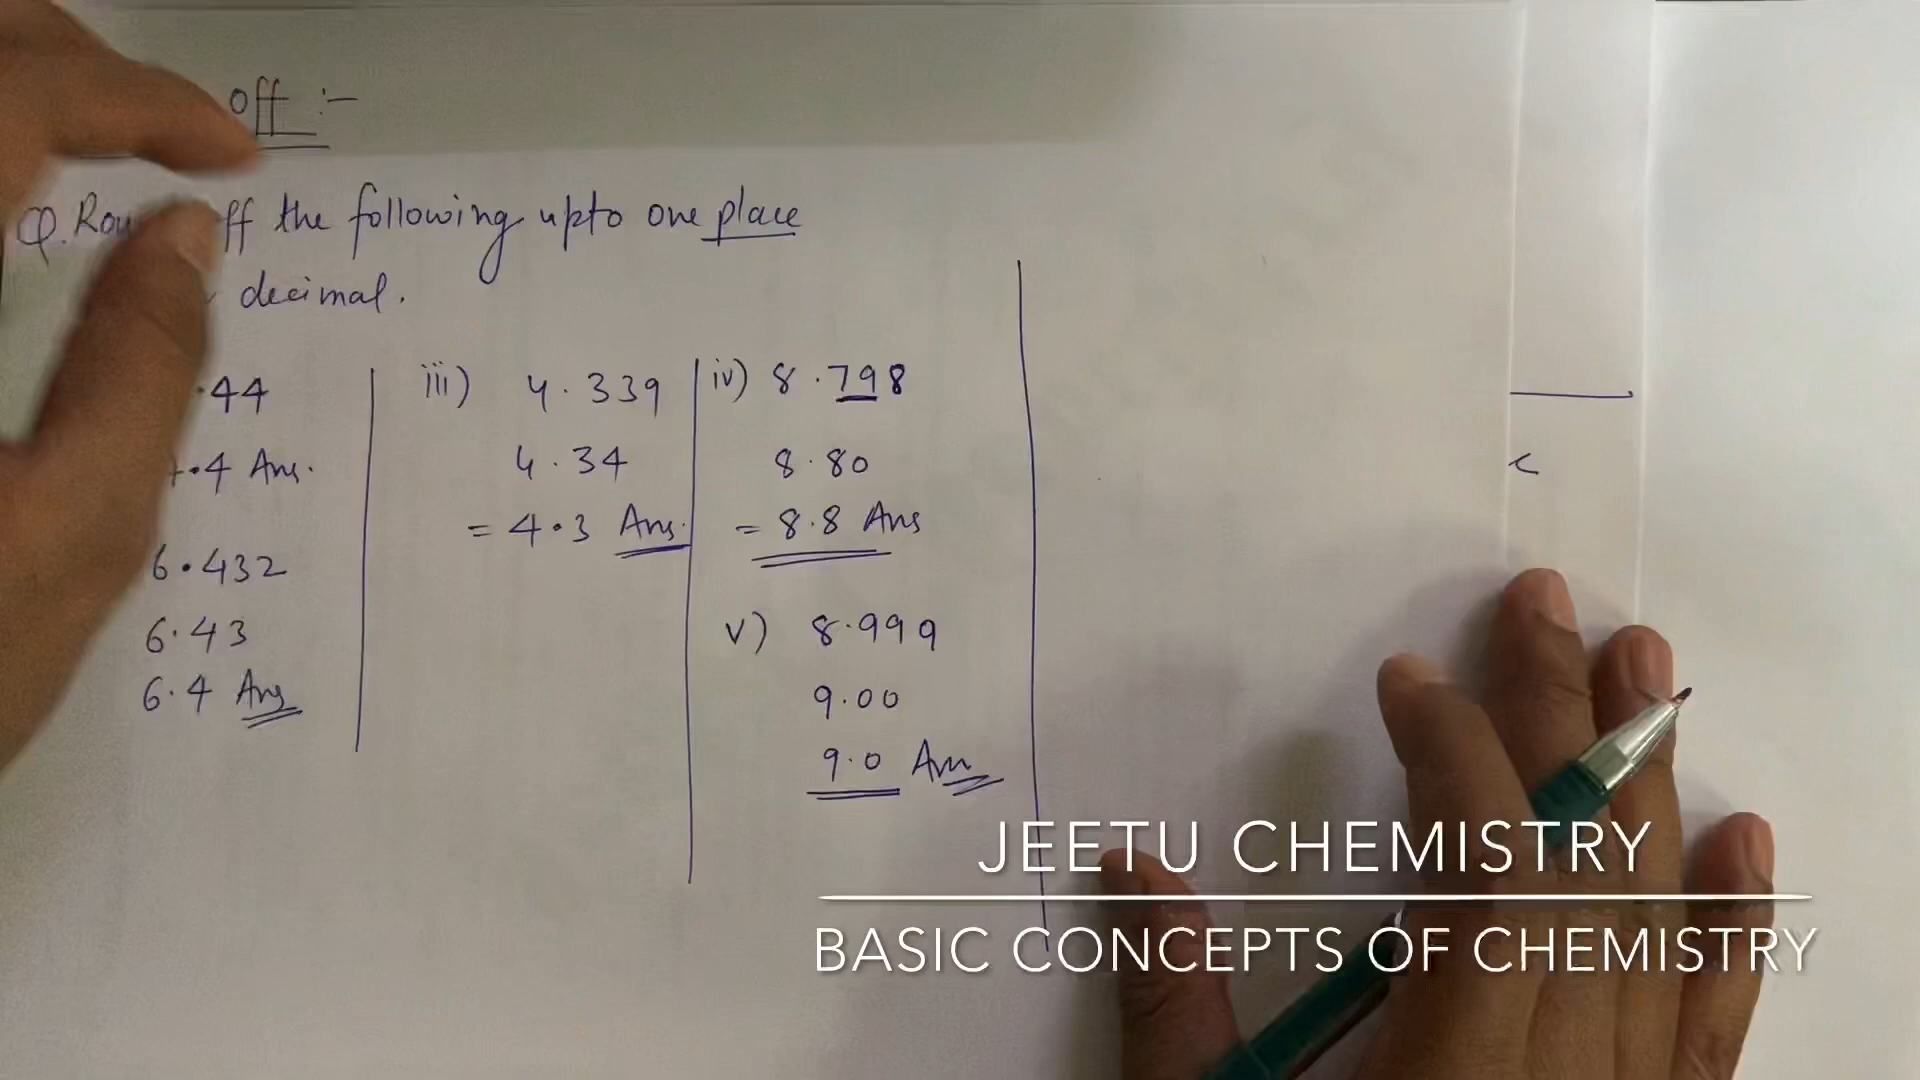 off :-
Q. Rou ff the following upto one place
decimal.
.44
.4 Ans.
6.432
6.43
6.4 Ans
iii) 4.339
4.34
= 4.3 Ans.
iv) 8.798
8.80
= 8.8 Ans
v) 8.999
9.00
9.0 Ans
JEETU CHEMISTRY
BASIC CONCEPTS OF CHEMISTRY